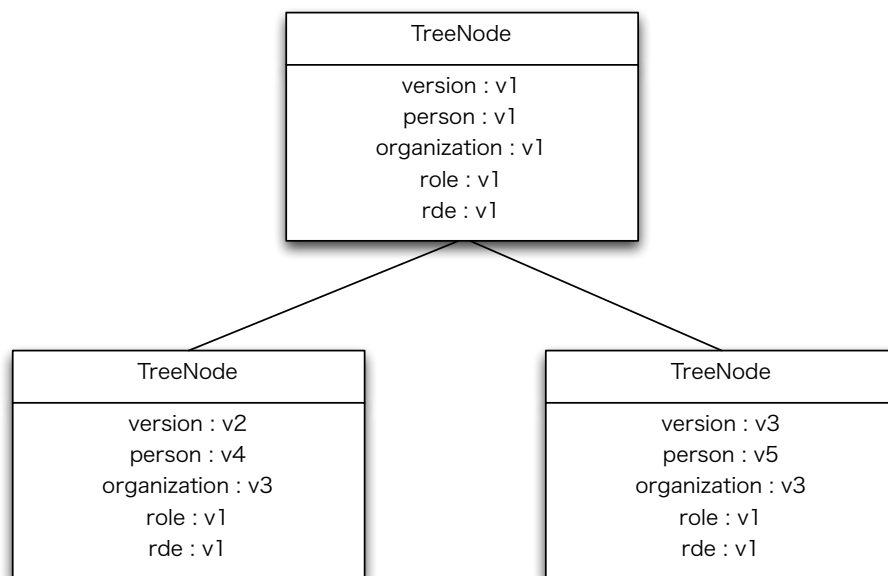 TreeNode
version : v1
person : v1
organization : v1
role : v1
rde : v1
TreeNode
version : v2
person : v4
organization : v3
role : v1
rde : v1
TreeNode
version : v3
person : v5
organization : v3
role : v1
rde : v1